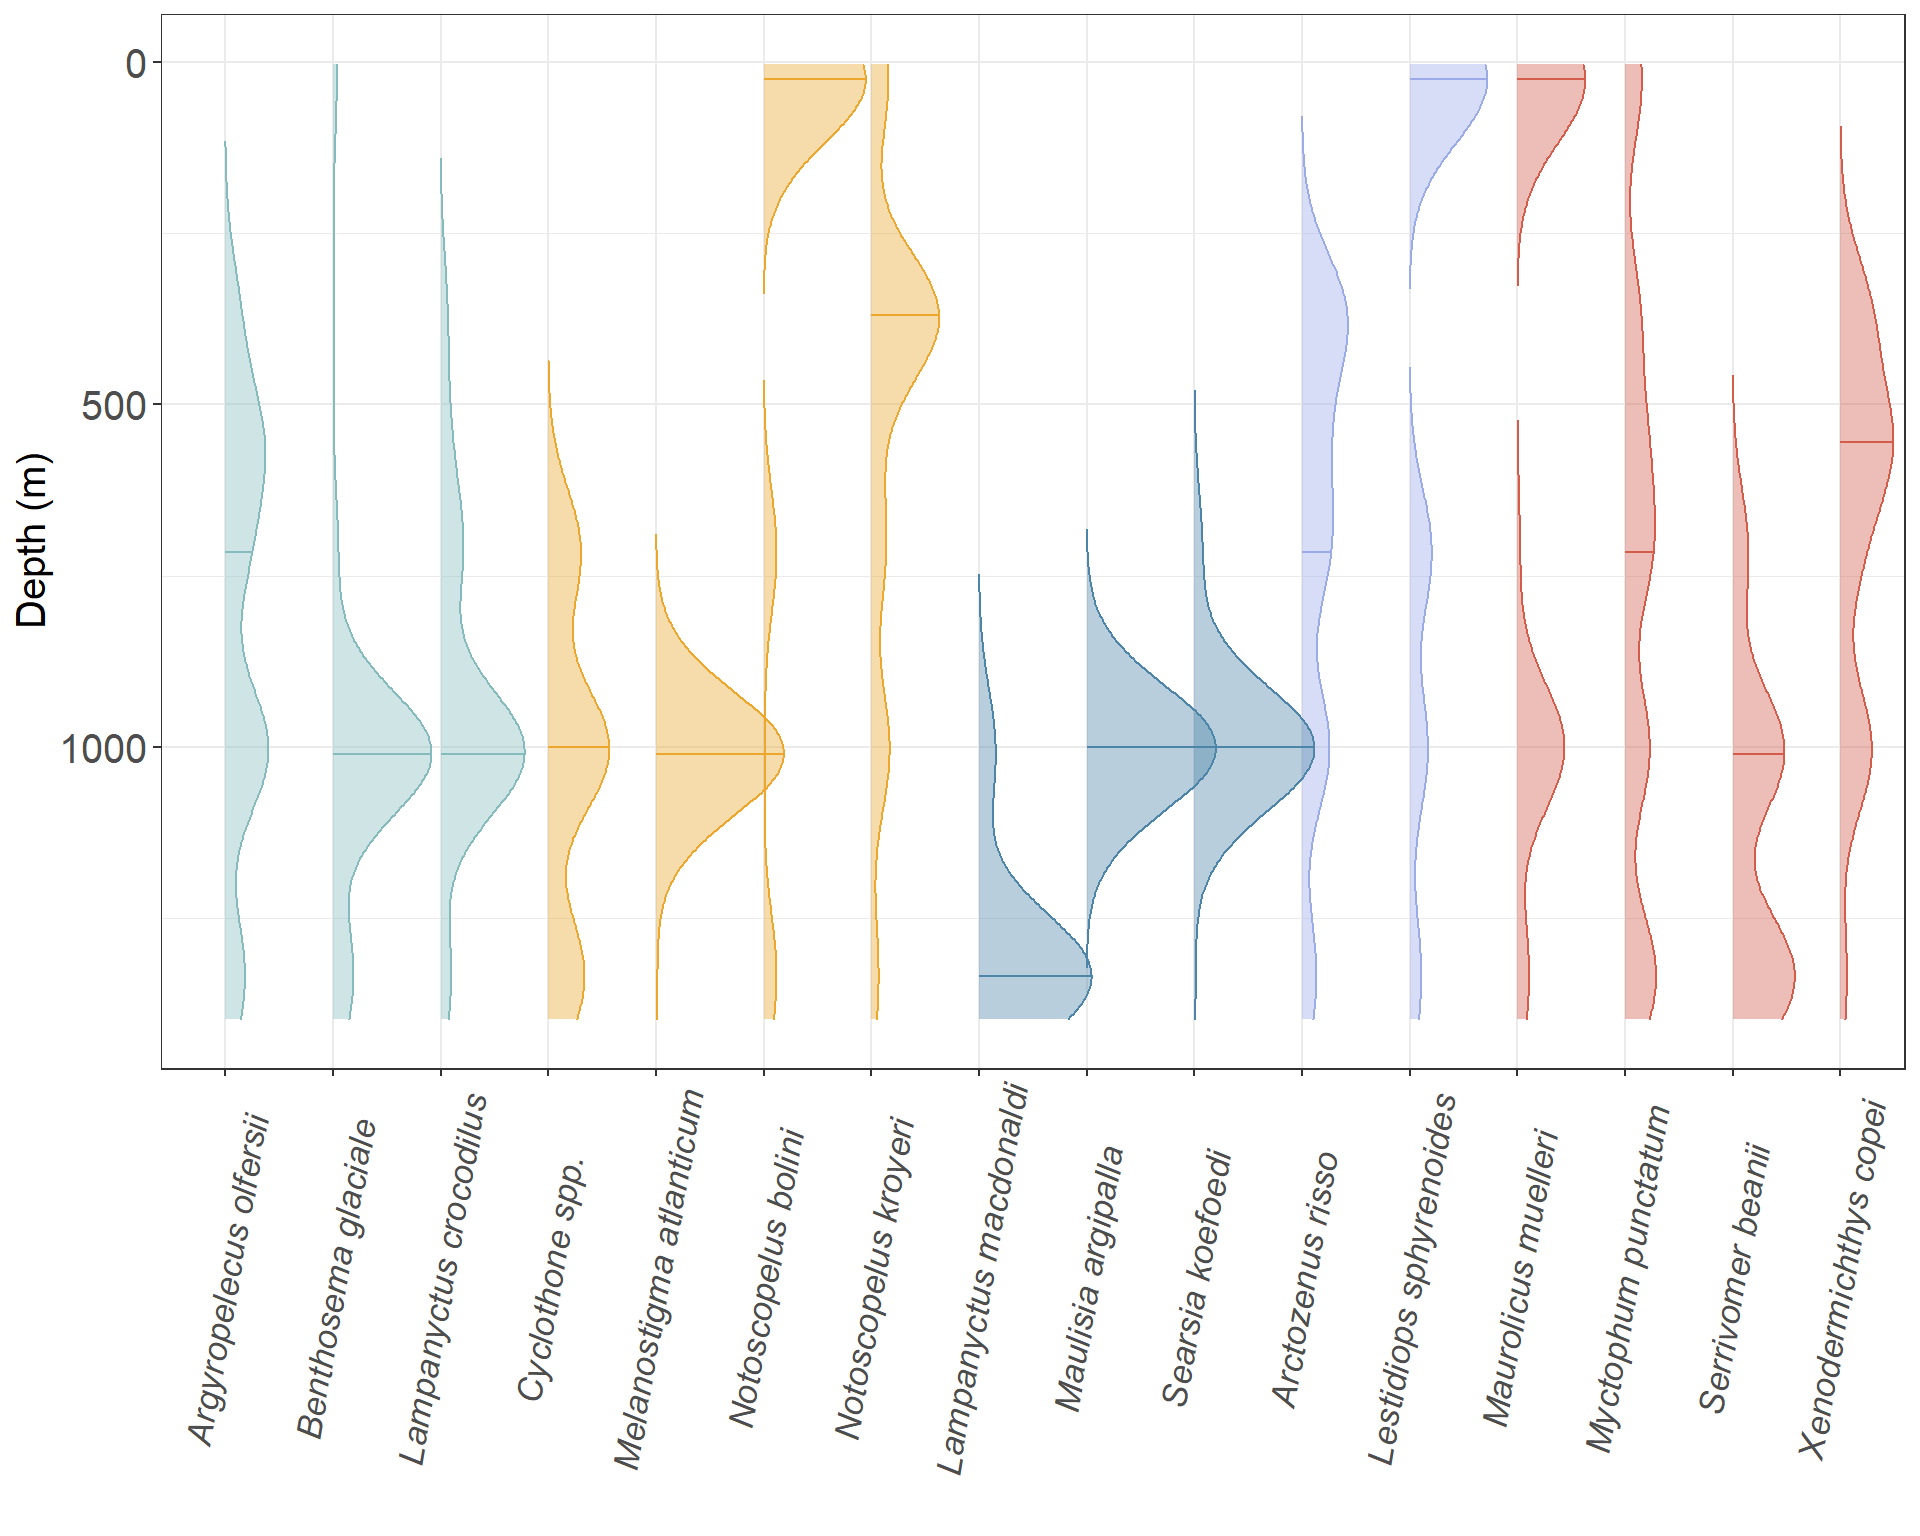 0
500
1000
Depth (m)
Argyropelecus olfersii
Benthosema glaciale
Lampanyctus crocodilus
Cyclothone spp.
Melanostigma atlanticum
Notoscopelus bolini
Notoscopelus kroyeri
Lampanyctus macdonaldi
Maulisia argipalla
Searsia koefoedi
Arctozenus risso
Lestidiops sphyrenoides
Maurolicus muelleri
Myctophum punctatum
Serrivomer beanii
Xenodermichthys copei